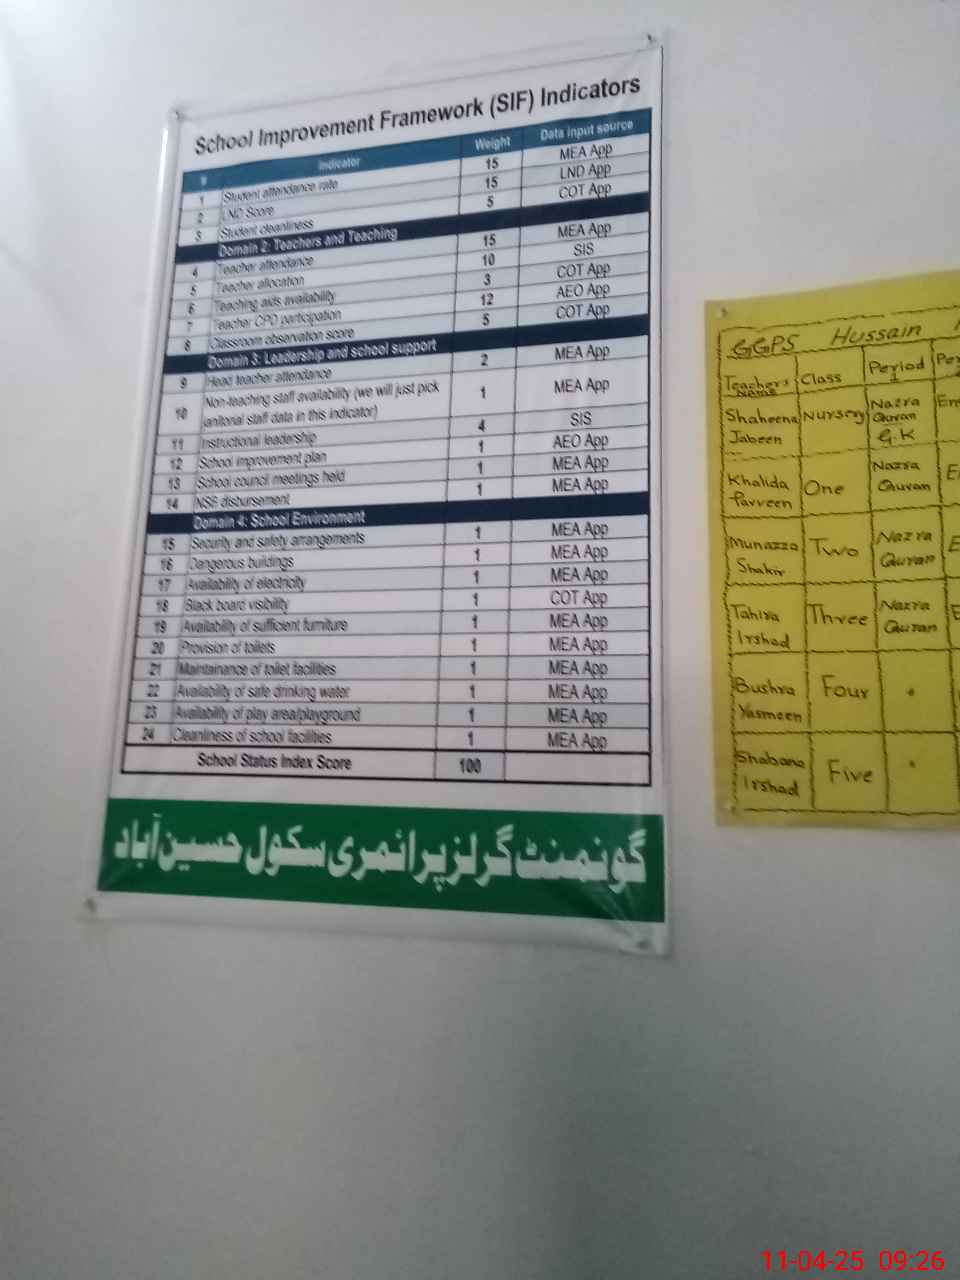 School Improvement Framework (SIF) Indicators
# Indicator Weight Data input source
1 Student attendance rate 15 MEA App
2 LND Score 15 LND App
3 Student cleanliness 5 COT App
Domain 2: Teachers and Teaching
4 Teacher attendance 15 MEA App
5 Teacher allocation 10 SIS
6 Teaching aids availability 3 COT App
7 Teacher CPD participation 12 AEO App
8 Classroom observation score 5 COT App
Domain 3: Leadership and school support
9 Head teacher attendance 2 MEA App
10 Non-teaching staff availability (we will just pick
janitorial staff data in this indicator) 1 MEA App
11 Instructional leadership 4 SIS
12 School improvement plan 1 AEO App
13 School council meetings held 1 MEA App
14 NSB disbursement 1 MEA App
Domain 4: School Environment
15 Security and safety arrangements 1 MEA App
16 Dangerous buildings 1 MEA App
17 Availability of electricity 1 MEA App
18 Black board visibility 1 COT App
19 Availability of sufficient furniture 1 MEA App
20 Provision of toilets 1 MEA App
21 Maintainance of toilet facilities 1 MEA App
22 Availability of safe drinking water 1 MEA App
23 Availability of play area/playground 1 MEA App
24 Cleanliness of school facilities 1 MEA App
School Status Index Score 100
گورنمنٹ گرلز پرائمری سکول حسین آباد
GGPS Hussain
Teachers Name Class Period 1
Shaheena Jabeen Nursery Nazra Quran G.K
Khalida Parveen One Nazra Quran
Munazza Shakir Two Nazra Quran
Tahira Irshad Three Nazra Quran
Bushra Yasmeen Four
Shabana Irshad Five
11-04-25 09:26